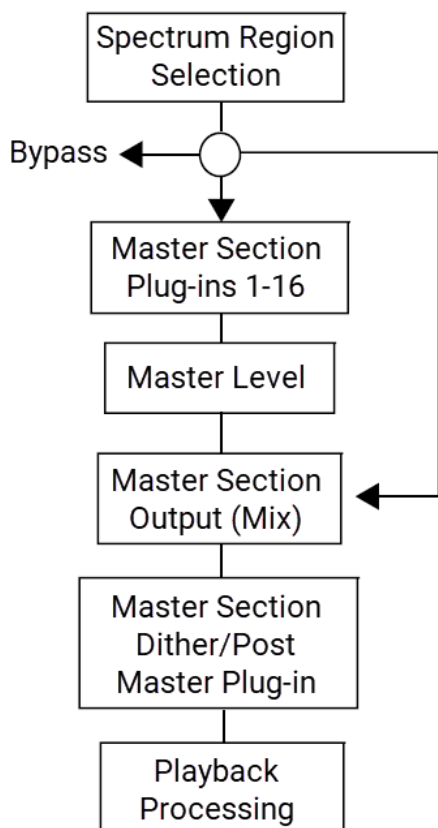 Spectrum Region
Selection
Bypass
Master Section
Plug-ins 1-16
Master Level
Master Section
Output (Mix)
Master Section
Dither/Post
Master Plug-in
Playback
Processing